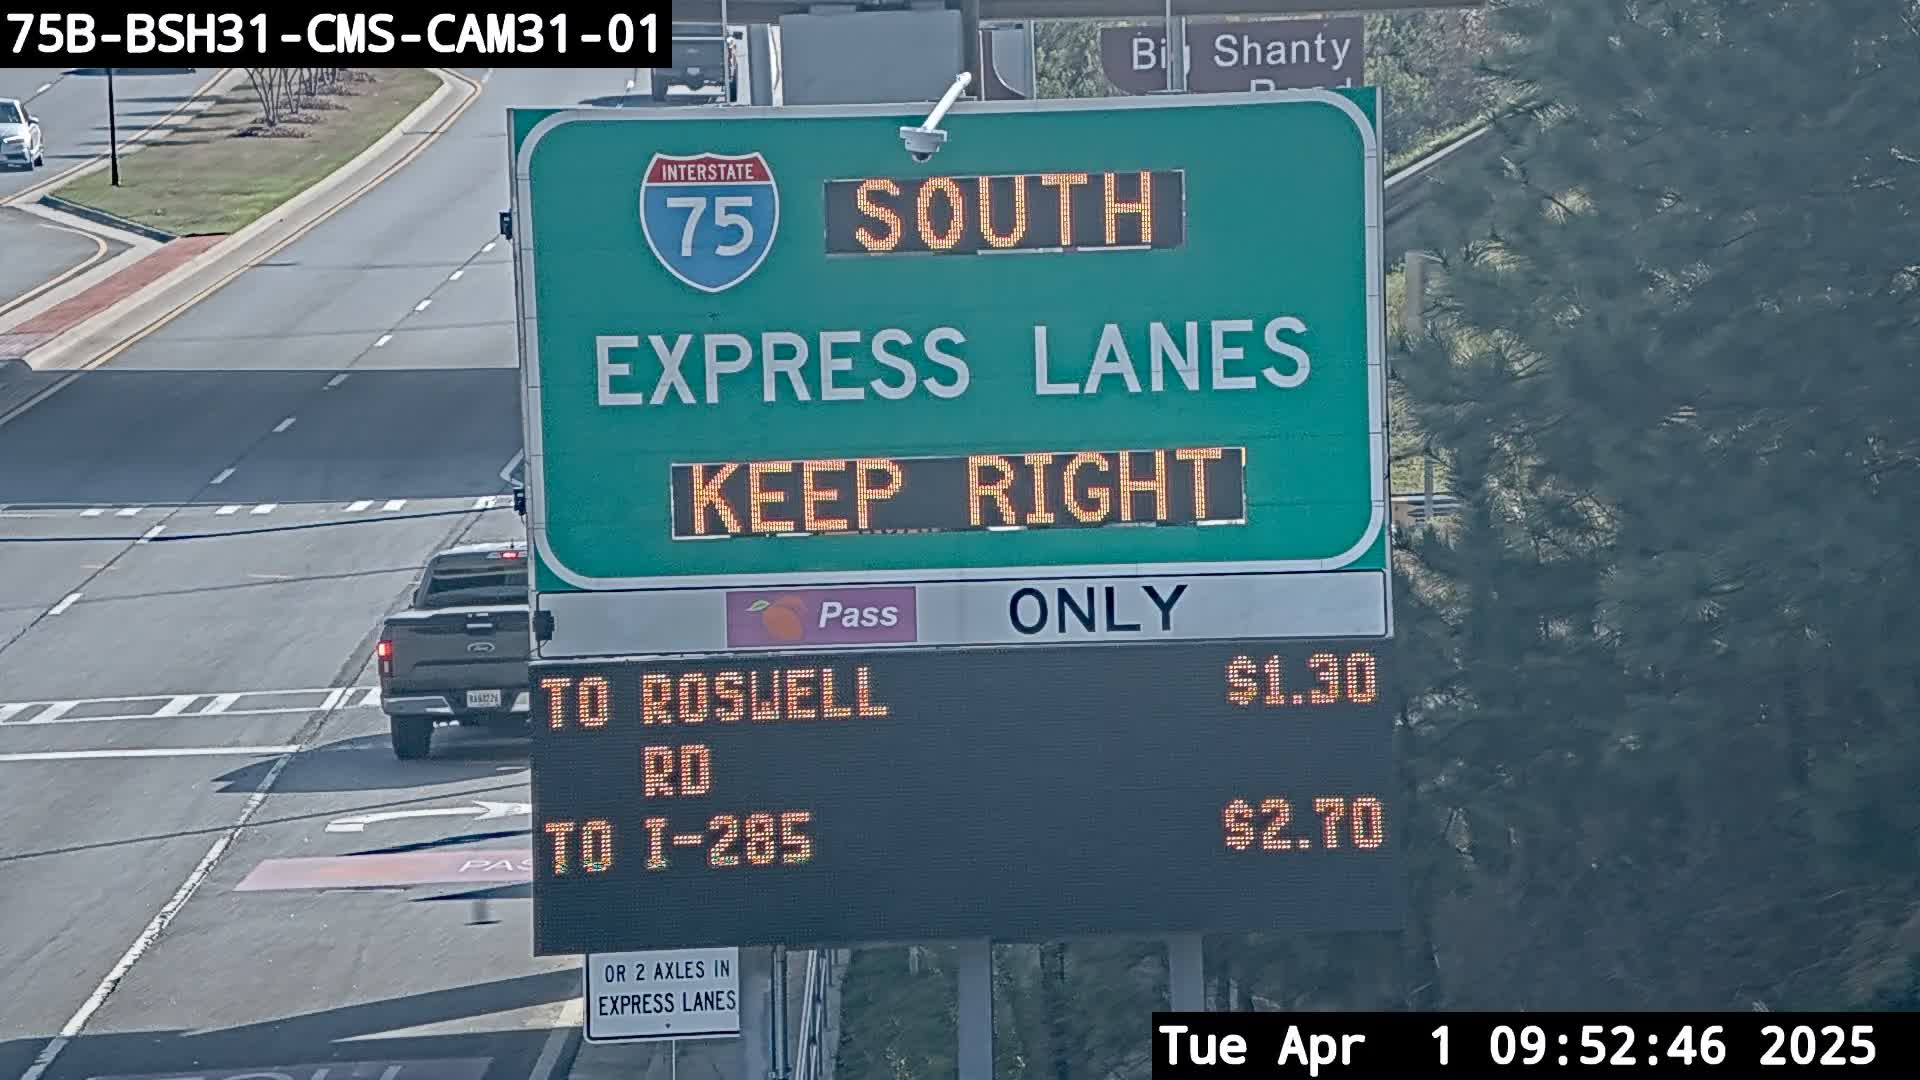 75B-BSH31-CMS-CAM31-01
Big Shanty
INTERSTATE
75
SOUTH
EXPRESS LANES
KEEP RIGHT
Pass
ONLY
TO ROSWELL $1.30
RD
TO I-285 $2.70
OR 2 AXLES IN
EXPRESS LANES
Tue Apr 1 09:52:46 2025